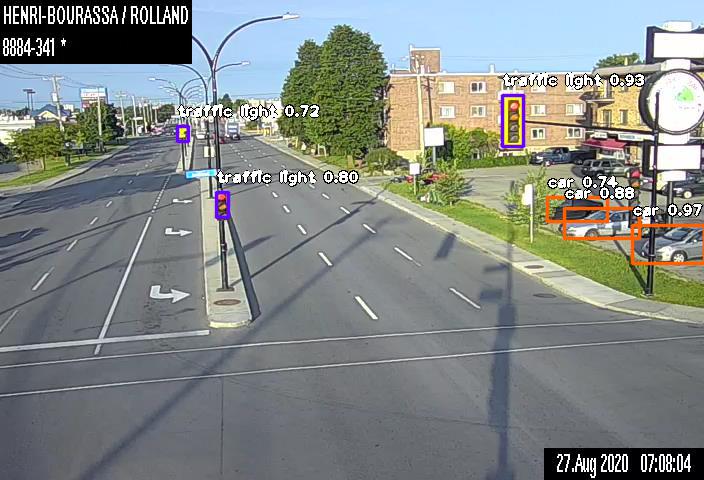 HENRI-BOURASSA / ROLLAND
8884-341 *
traffic light 0.93
traffic light 0.72
traffic light 0.80
car 0.74
car 0.88
car 0.97
27.Aug 2020 07:08:04